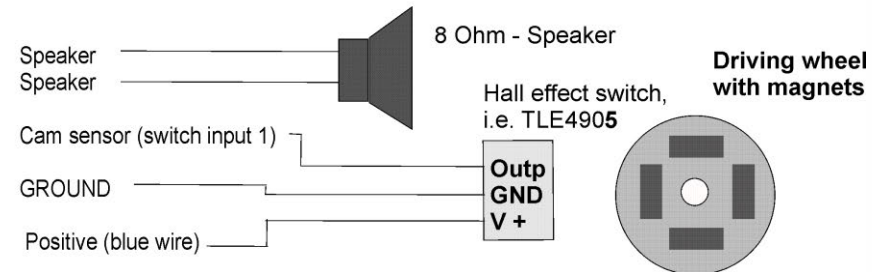 Speaker
Speaker
8 Ohm - Speaker
Driving wheel
with magnets
Hall effect switch,
i.e. TLE4905
Cam sensor (switch input 1)
GROUND
Positive (blue wire)
Outp
GND
V +